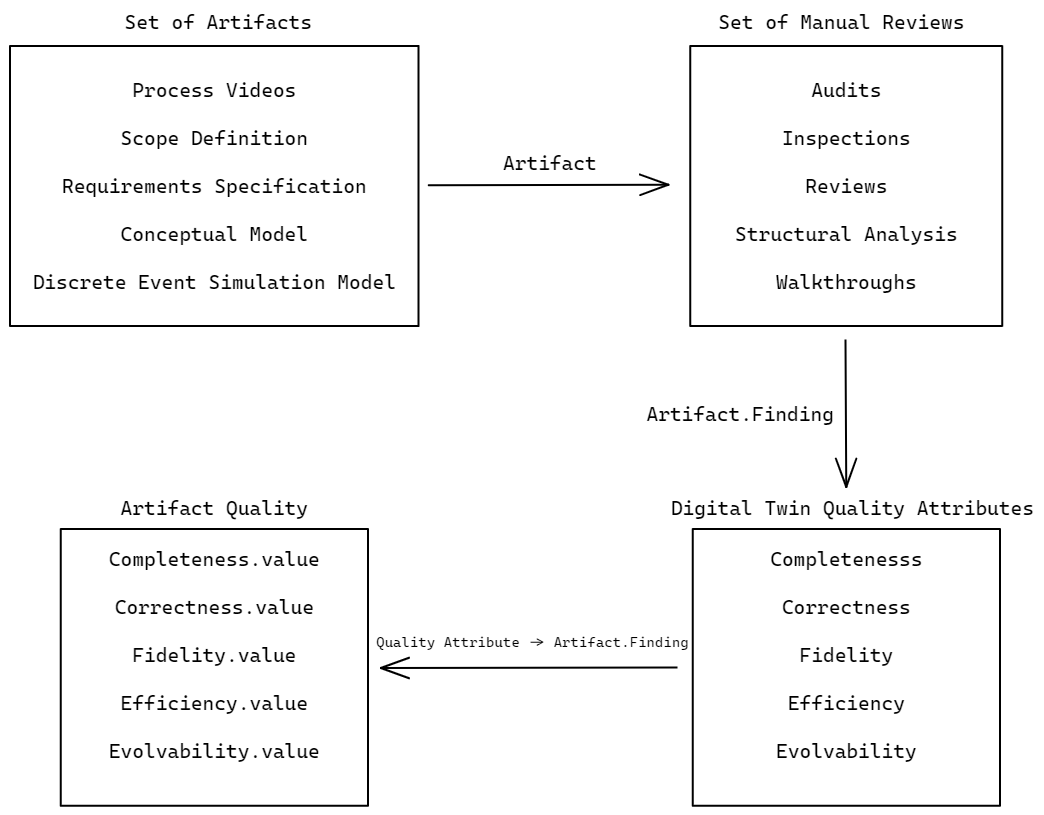 Set of Artifacts
Process Videos
Scope Definition
Requirements Specification
Conceptual Model
Discrete Event Simulation Model
Artifact
Set of Manual Reviews
Audits
Inspections
Reviews
Structural Analysis
Walkthroughs
Artifact.Finding
Digital Twin Quality Attributes
Completenesss
Correctness
Fidelity
Efficiency
Evolvability
Quality Attribute → Artifact.Finding
Artifact Quality
Completeness.value
Correctness.value
Fidelity.value
Efficiency.value
Evolvability.value